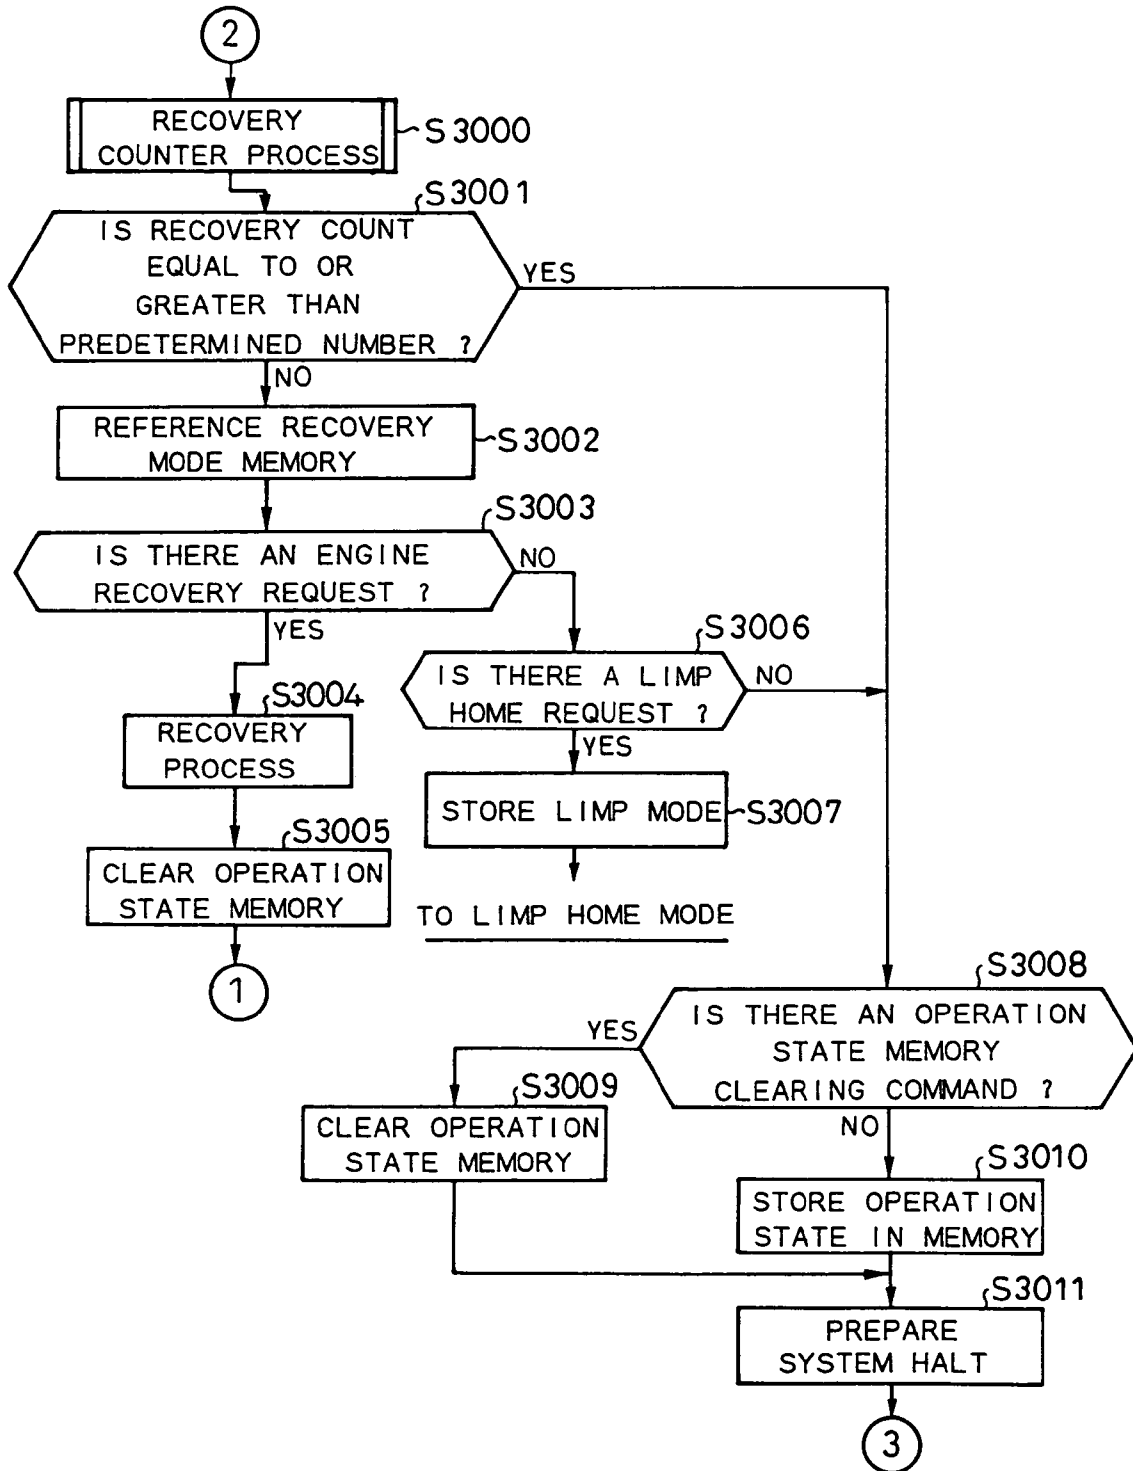 2
RECOVERY
COUNTER PROCESS
S3000
S3001
IS RECOVERY COUNT
EQUAL TO OR
GREATER THAN
PREDETERMINED NUMBER ?
YES
NO
REFERENCE RECOVERY
MODE MEMORY
S3002
S3003
IS THERE AN ENGINE
RECOVERY REQUEST ?
NO
YES
S3006
IS THERE A LIMP
HOME REQUEST ?
NO
YES
S3004
RECOVERY
PROCESS
STORE LIMP MODE
S3007
S3005
CLEAR OPERATION
STATE MEMORY
TO LIMP HOME MODE
1
S3008
IS THERE AN OPERATION
STATE MEMORY
CLEARING COMMAND ?
YES
NO
S3009
CLEAR OPERATION
STATE MEMORY
S3010
STORE OPERATION
STATE IN MEMORY
S3011
PREPARE
SYSTEM HALT
3